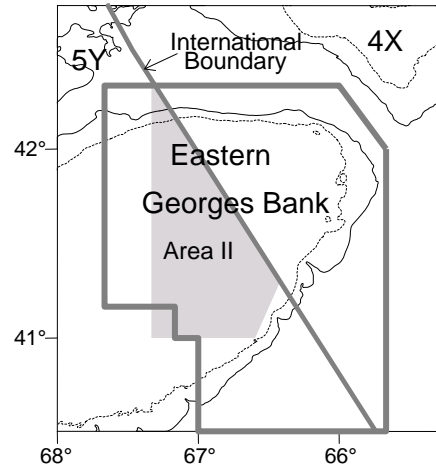 5Y
International
Boundary
4X
42°
Eastern
Georges Bank
Area II
41°
68°
67°
66°